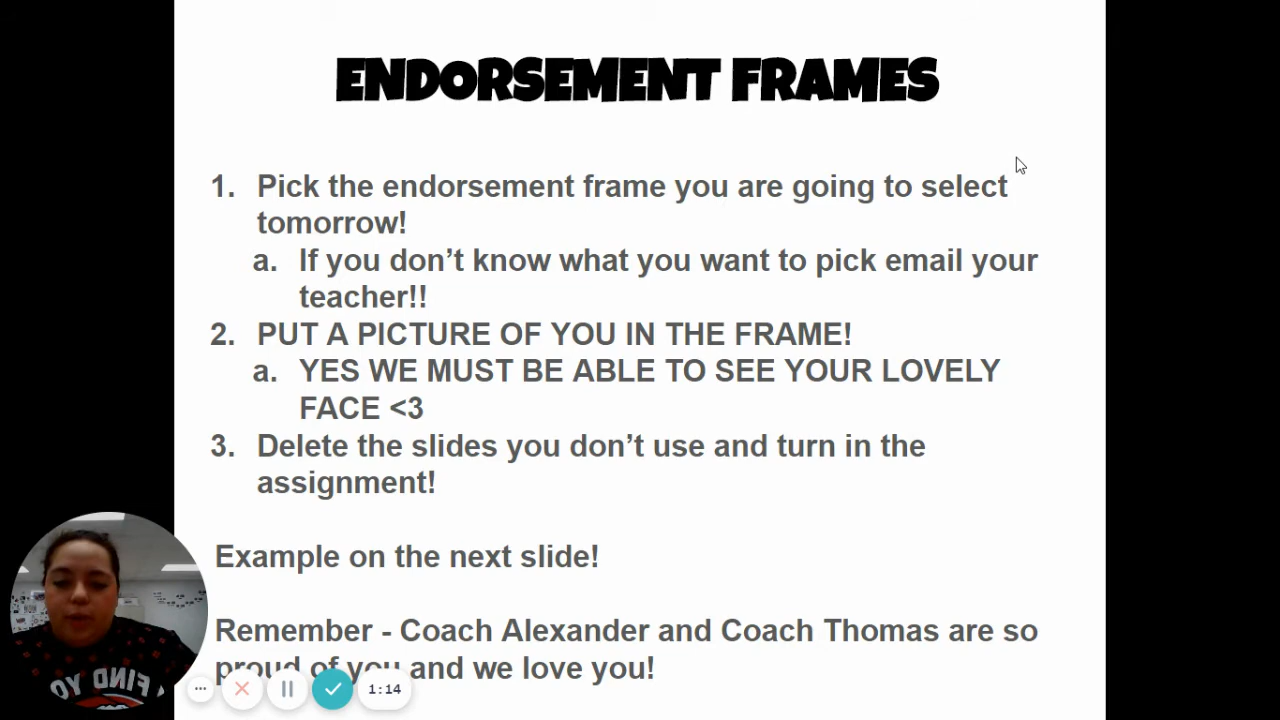 ENDORSEMENT FRAMES
1. Pick the endorsement frame you are going to select
tomorrow!
a. If you don’t know what you want to pick email your
teacher!!
2. PUT A PICTURE OF YOU IN THE FRAME!
a. YES WE MUST BE ABLE TO SEE YOUR LOVELY
FACE <3
3. Delete the slides you don’t use and turn in the
assignment!
Example on the next slide!
Remember - Coach Alexander and Coach Thomas are so
proud of you and we love you!
FIND YO
1:14